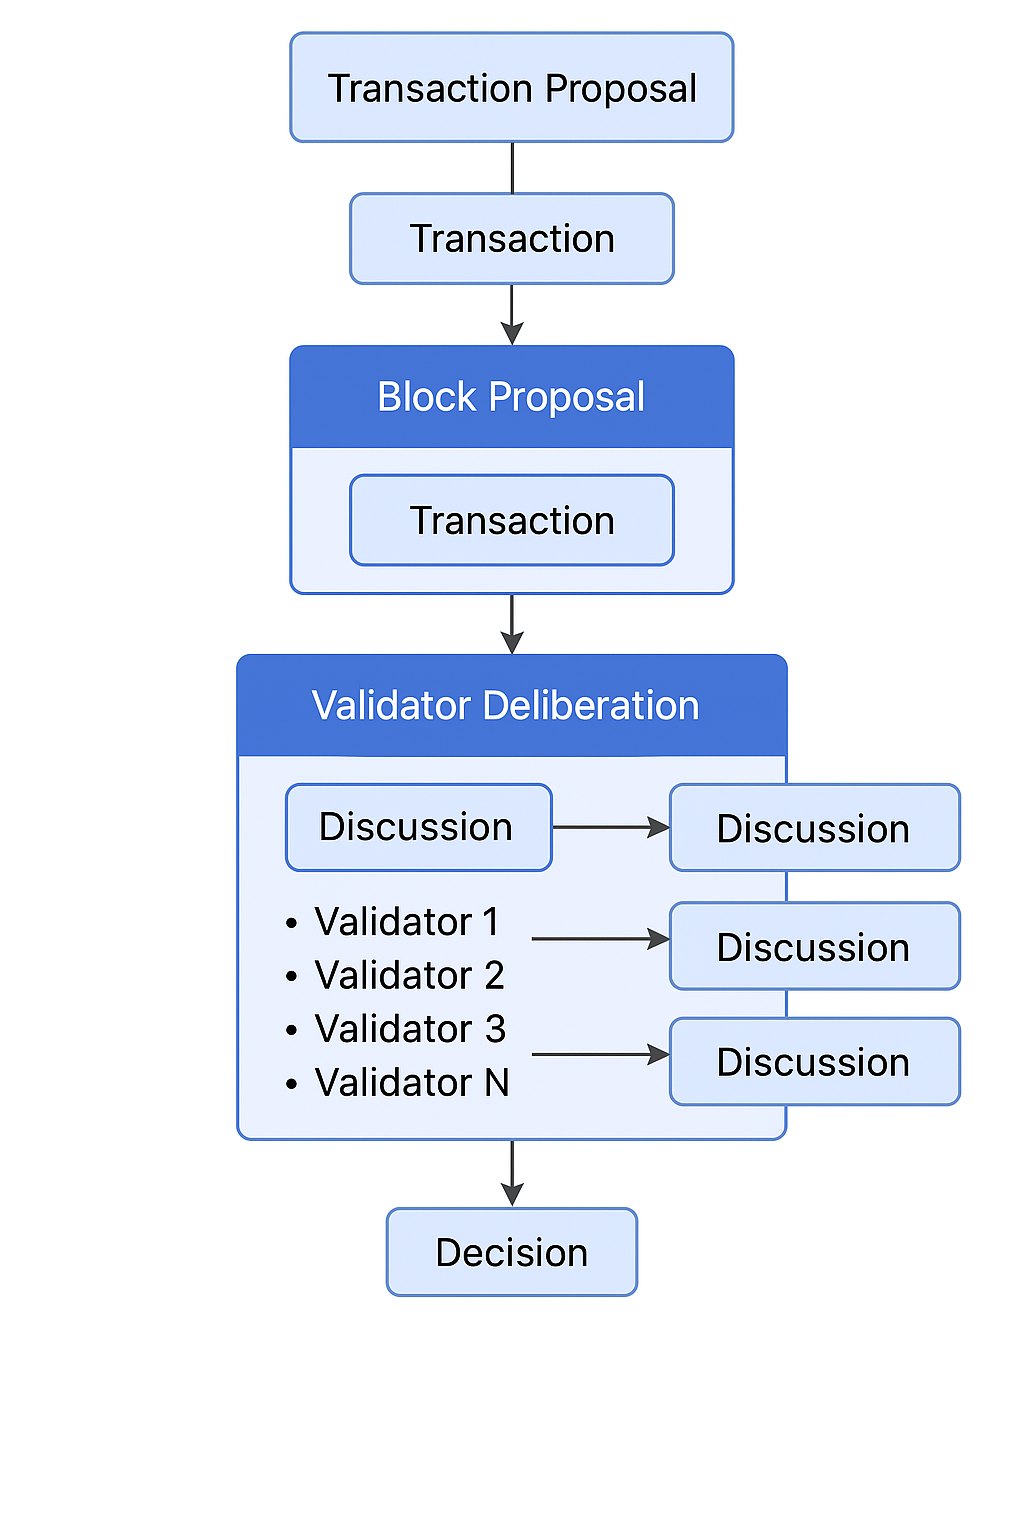 Transaction Proposal
Transaction
Block Proposal
Transaction
Validator Deliberation
Discussion
Discussion
• Validator 1
Discussion
• Validator 2
• Validator 3
Discussion
• Validator N
Decision